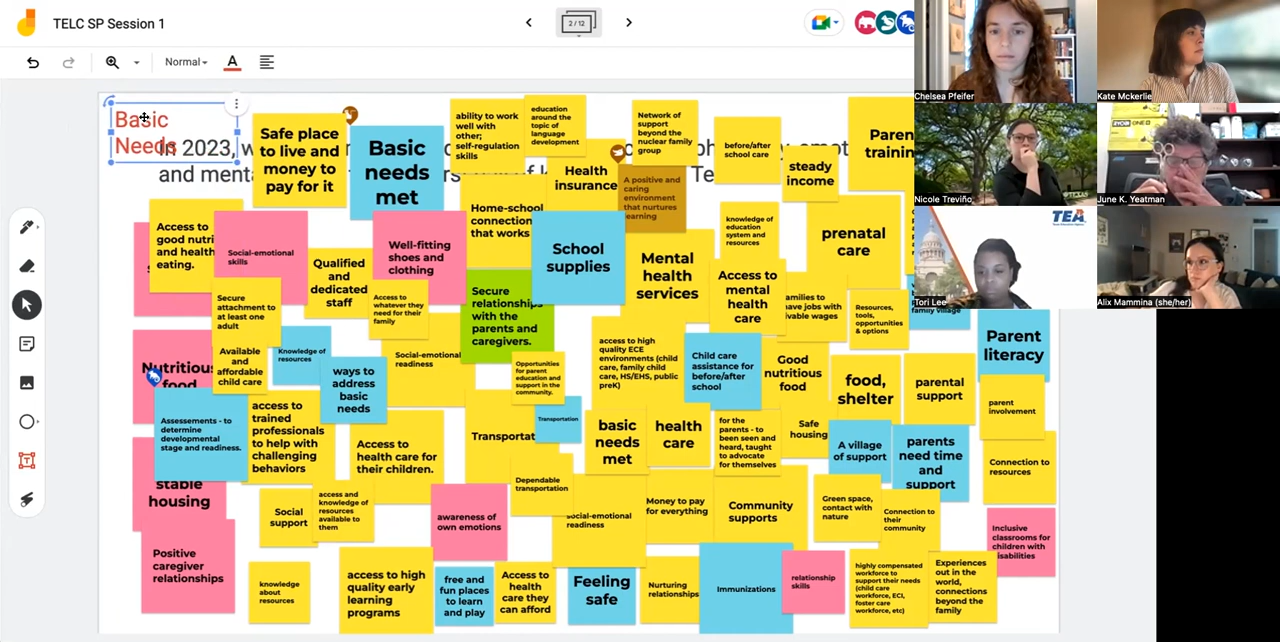 TELC SP Session 1
2 / 12
Normal
A
Basic
Needs
In 2023, w
and menta
Te
Safe place
to live and
money to
pay for it
Basic
needs
met
ability to work
well with
other;
self-regulation
skills
education
around the
topic of
language
development
Network of
support
beyond the
nuclear family
group
before/after
school care
steady
income
Paren
trainin
Health
insurance
A positive and
caring
environment
that nurtures
learning
Access to
good nutri
and health
eating.
Social-emotional
skills
Qualified
and
dedicated
staff
Well-fitting
shoes and
clothing
Home-school
connection
that works
School
supplies
Mental
health
services
knowledge of
education
system and
resources
prenatal
care
Secure
attachment to
at least one
adult
Access to
whatever they
need for their
family
Secure
relationships
with the
parents and
caregivers.
Access to
mental
health
care
amilies to
have jobs with
ivable wages
Resources,
tools,
opportunities
& options
family village
Parent
literacy
Nutritious
food
Available
and
affordable
child care
Knowledge of
resources
ways to
address
basic
needs
Social-emotional
readiness
Opportunities
for parent
education and
support in the
community.
access to high
quality ECE
environments (child
care, family child
care, HS/EHS, public
preK)
Child care
assistance for
before/after
school
Good
nutritious
food
food,
shelter
parental
support
parent
involvement
Assessments - to
determine
developmental
stage and readiness.
access to
trained
professionals
to help with
challenging
behaviors
Access to
health care for
their children.
Transportat
Transportation
basic
needs
met
health
care
for the
parents - to
been seen and
heard, taught
to advocate
for themselves
Safe
housing
A village
of support
parents
need time
and
support
Connection to
resources
stable
housing
Social
support
access and
knowledge of
resources
available to
them
awareness of
own emotions
Dependable
transportation
social-emotional
readiness
Money to pay
for everything
Community
supports
Green space,
contact with
nature
Connection to
their
community
Inclusive
classrooms for
children with
disabilities
Positive
caregiver
relationships
knowledge
about
resources
access to high
quality early
learning
programs
free and
fun places
to learn
and play
Access to
health
care they
can afford
Feeling
safe
Nurturing
relationships
Immunizations
relationship
skills
highly compensated
workforce to
support their needs
(child care
workforce, ECI,
foster care
workforce, etc)
Experiences
out in the
world,
connections
beyond the
family
Chelsea Pfeifer
Kate Mckerlie
Nicole Treviño
TEXAS
June K. Yeatman
RYOBI ONE+
TEA
Tori Lee
Alix Mammina (she/her)